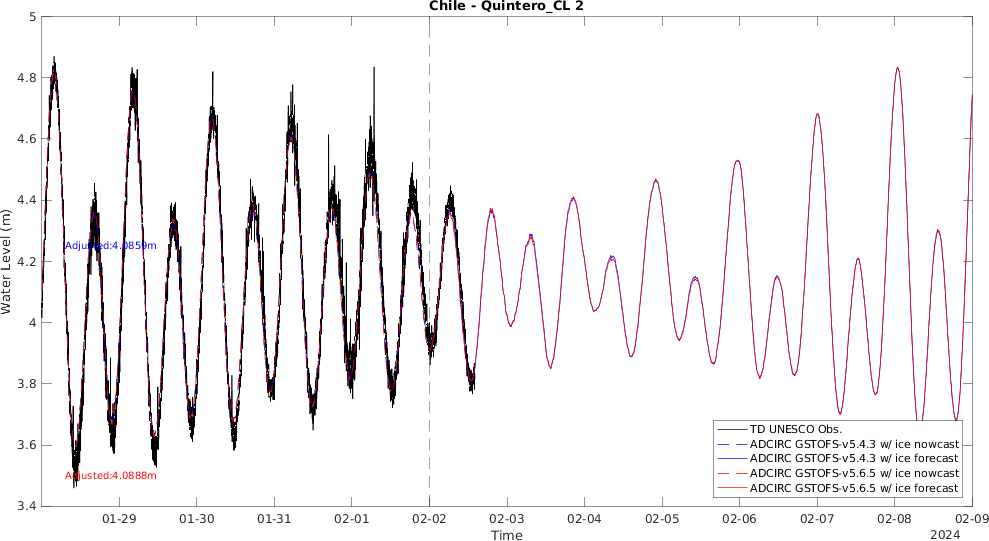 Chile - Quintero_CL 2
Water Level (m)
5
4.8
4.6
4.4
4.2
4
3.8
3.6
3.4
Adjusted:4.0859m
Adjusted:4.0888m
TD UNESCO Obs.
ADCIRC GSTOFS-v5.4.3 w/ ice nowcast
ADCIRC GSTOFS-v5.4.3 w/ ice forecast
ADCIRC GSTOFS-v5.6.5 w/ ice nowcast
ADCIRC GSTOFS-v5.6.5 w/ ice forecast
01-29 01-30 01-31 02-01 02-02 02-03 02-04 02-05 02-06 02-07 02-08 02-09
Time
2024